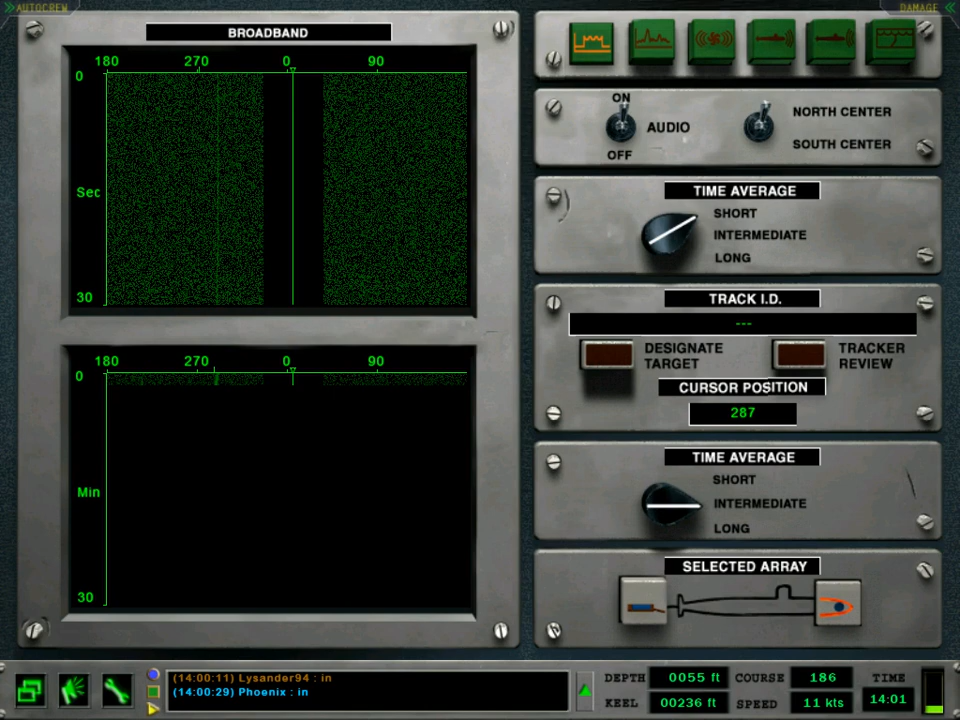 AUTOCREW
DAMAGE
BROADBAND
180 270 0 90
0
Sec
30
180 270 0 90
0
Min
30
ON
AUDIO
OFF
NORTH CENTER
SOUTH CENTER
TIME AVERAGE
SHORT
INTERMEDIATE
LONG
TRACK I.D.
---
DESIGNATE
TARGET
TRACKER
REVIEW
CURSOR POSITION
287
TIME AVERAGE
SHORT
INTERMEDIATE
LONG
SELECTED ARRAY
(14:00:11) Lysander94 : in
(14:00:29) Phoenix : in
DEPTH 0055 ft COURSE 186 TIME
KEEL 00236 ft SPEED 11 kts 14:01